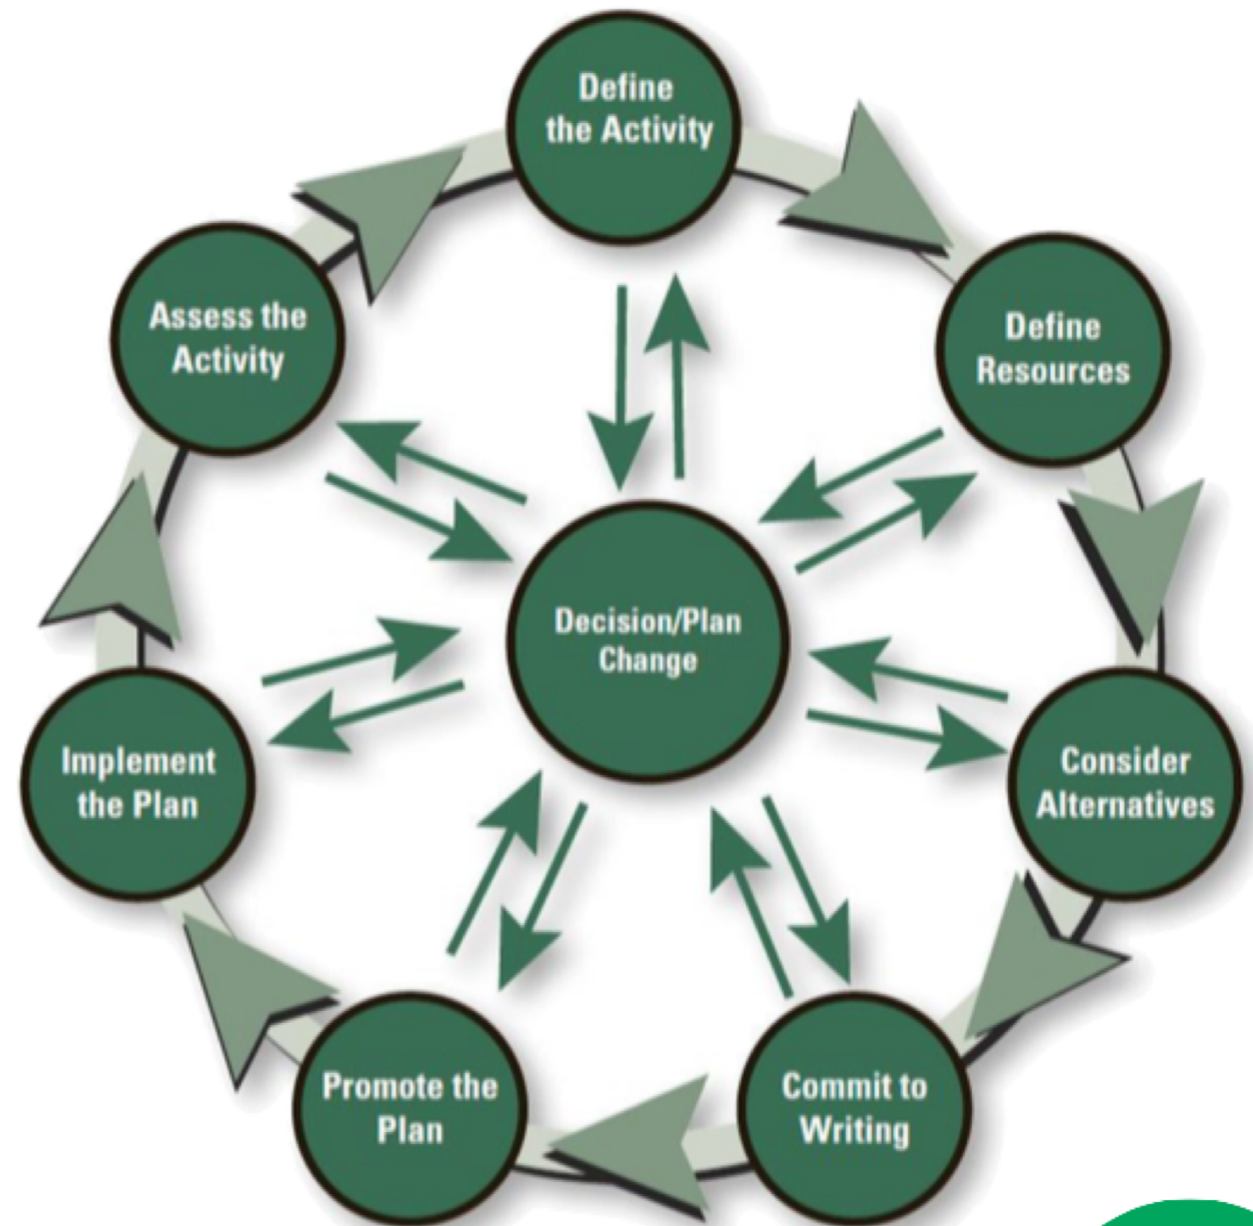 Define
the Activity
Define
Resources
Consider
Alternatives
Commit to
Writing
Promote the
Plan
Implement
the Plan
Assess the
Activity
Decision/Plan
Change